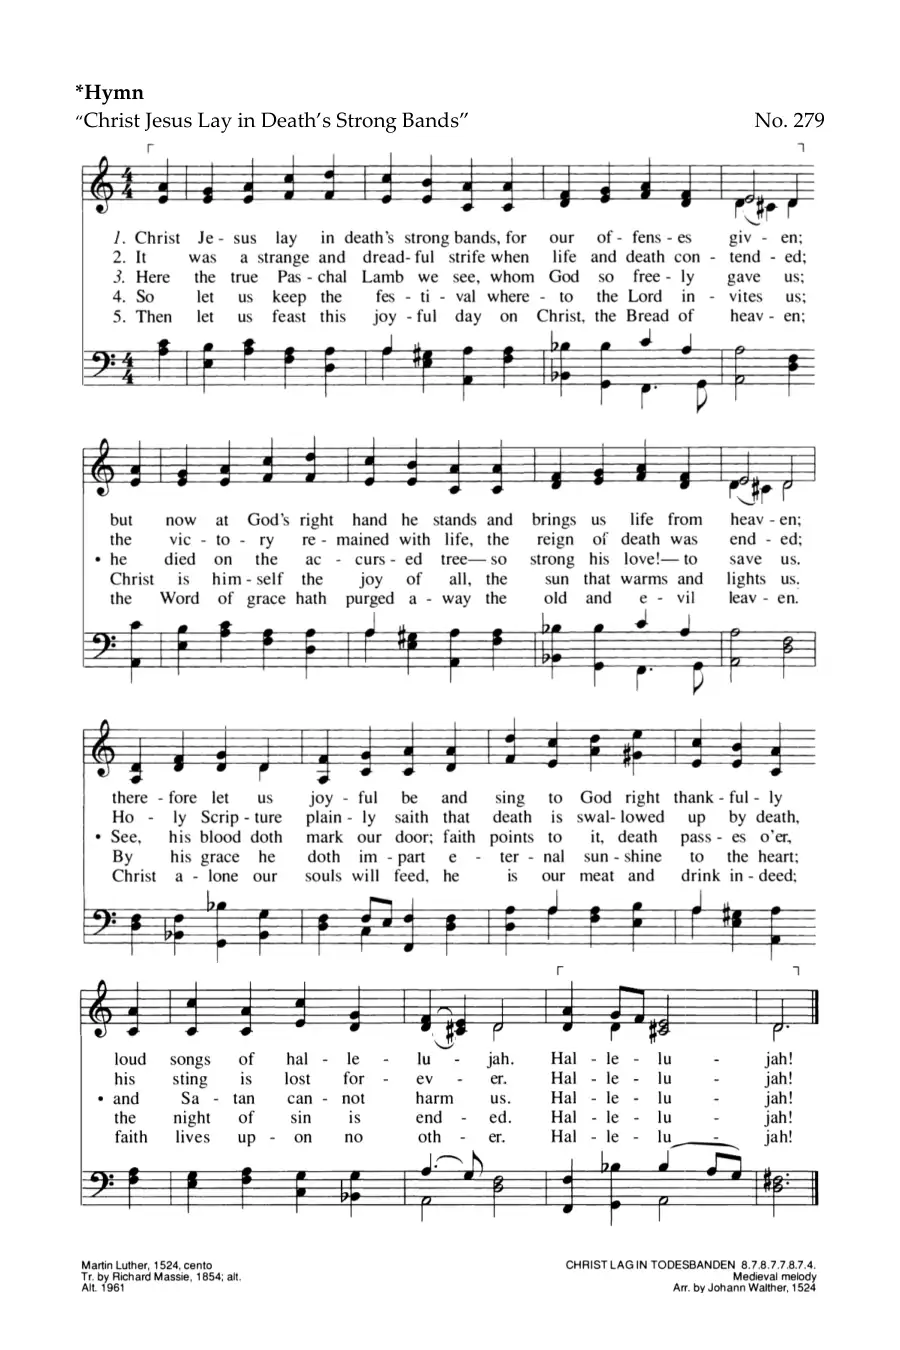 *Hymn
“Christ Jesus Lay in Death’s Strong Bands” No. 279
1. Christ Je - sus lay in death’s strong bands, for our of - fens - es giv - en;
2. It was a strange and dread - ful strife when life and death con - tend - ed;
3. Here the true Pas - chal Lamb we see, whom God so free - ly gave us;
4. So let us keep the fes - ti - val where - to the Lord in - vites us;
5. Then let us feast this joy - ful day on Christ, the Bread of heav - en;
but now at God’s right hand he stands and brings us life from heav - en;
the vic - to - ry re - mained with life, the reign of death was end - ed;
• he died on the ac - curs - ed tree— so strong his love!— to save us.
Christ is him - self the joy of all, the sun that warms and lights us.
the Word of grace hath purged a - way the old and e - vil leav - en.
there - fore let us joy - ful be and sing to God right thank - ful - ly
Ho - ly Scrip - ture plain - ly saith that death is swal - lowed up by death,
• See, his blood doth mark our door; faith points to it, death pass - es o’er,
By his grace he doth im - part e - ter - nal sun - shine to the heart;
Christ a - lone our souls will feed, he is our meat and drink in - deed;
loud songs of hal - le - lu - jah. Hal - le - lu - jah!
his sting is lost for - ev - er. Hal - le - lu - jah!
• and Sa - tan can - not harm us. Hal - le - lu - jah!
the night of sin is end - ed. Hal - le - lu - jah!
faith lives up - on no oth - er. Hal - le - lu - jah!
Martin Luther, 1524, cento CHRIST LAG IN TODESBANDEN 8.7.8.7.7.8.7.4.
Tr. by Richard Massie, 1854; alt. Medieval melody
Alt. 1961 Arr. by Johann Walther, 1524